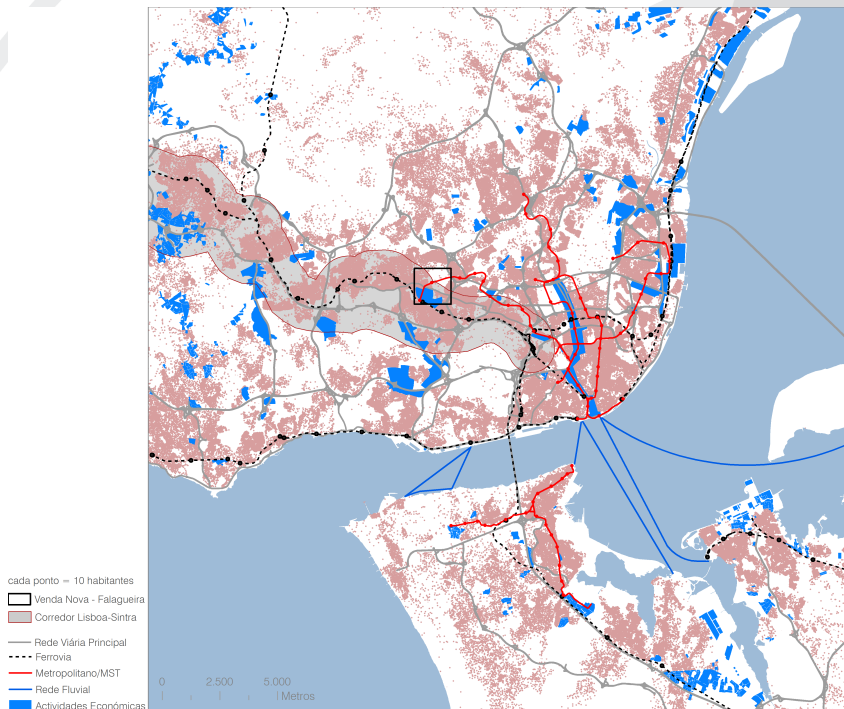 cada ponto = 10 habitantes
Venda Nova - Falagueira
Corredor Lisboa-Sintra
Rede Viária Principal
Ferrovia
Metropolitano/MST
Rede Fluvial
Actividades Económicas
0 2.500 5.000
Metros